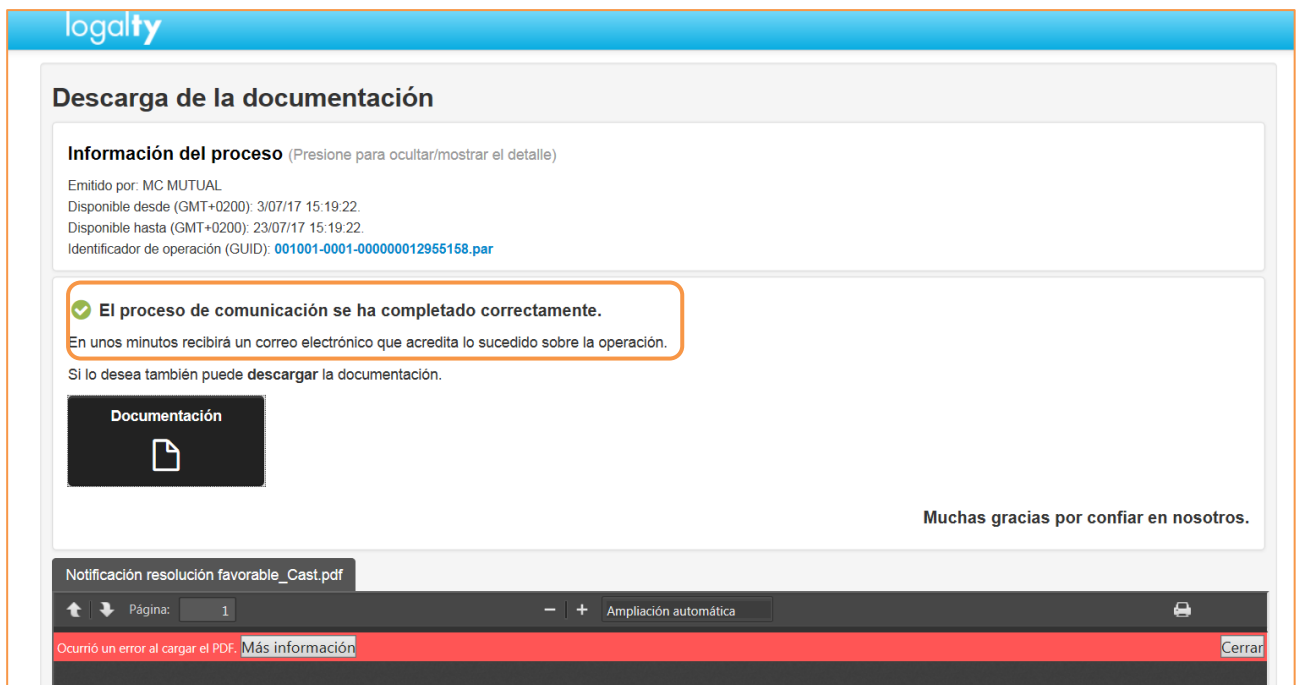 logalty
Descarga de la documentación
Información del proceso (Presione para ocultar/mostrar el detalle)
Emitido por: MC MUTUAL
Disponible desde (GMT+0200): 3/07/17 15:19:22.
Disponible hasta (GMT+0200): 23/07/17 15:19:22.
Identificador de operación (GUID): 001001-0001-000000012955158.par
El proceso de comunicación se ha completado correctamente.
En unos minutos recibirá un correo electrónico que acredita lo sucedido sobre la operación.
Si lo desea también puede descargar la documentación.
Documentación
Muchas gracias por confiar en nosotros.
Notificación resolución favorable_Cast.pdf
Página: 1 Ampliación automática
Ocurrió un error al cargar el PDF. Más información Cerrar